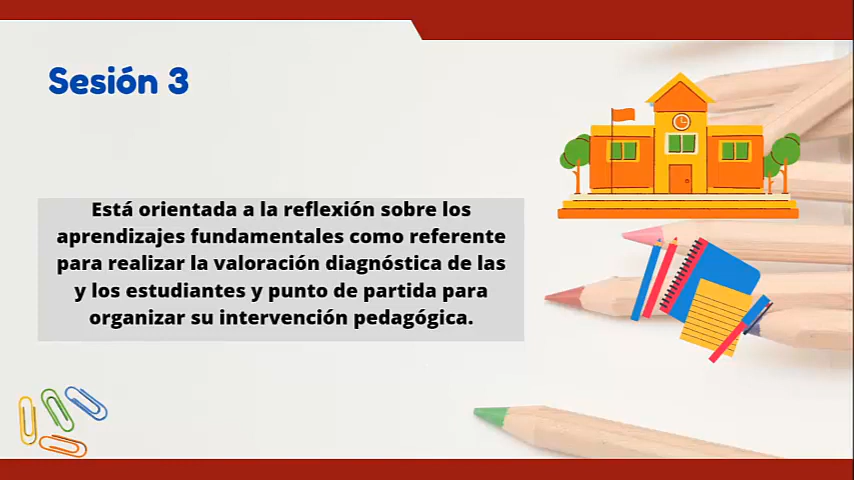 Sesión 3
Está orientada a la reflexión sobre los
aprendizajes fundamentales como referente
para realizar la valoración diagnóstica de las
y los estudiantes y punto de partida para
organizar su intervención pedagógica.